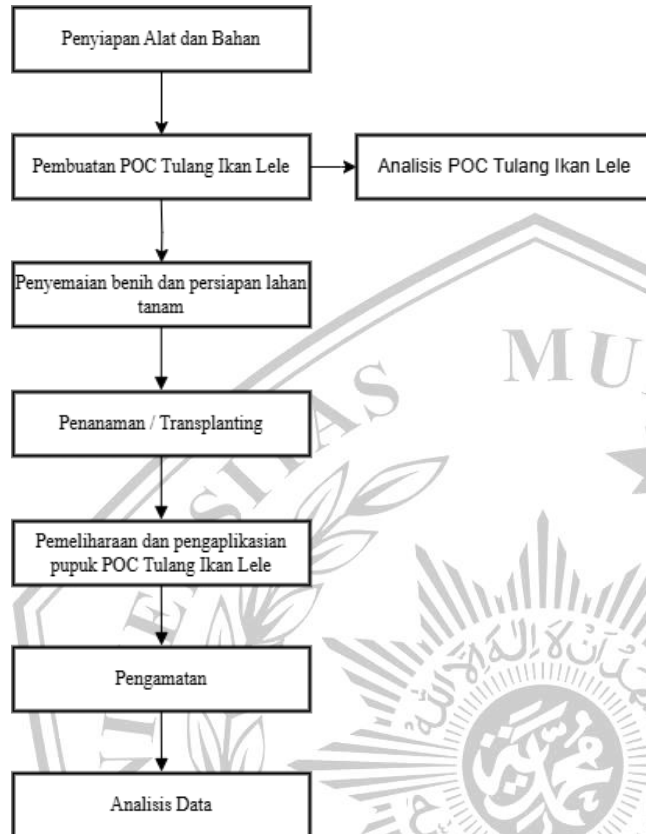 Penyiapan Alat dan Bahan
Pembuatan POC Tulang Ikan Lele
Analisis POC Tulang Ikan Lele
Penyemaian benih dan persiapan lahan
tanam
Penanaman / Transplanting
Pemeliharaan dan pengaplikasian
pupuk POC Tulang Ikan Lele
Pengamatan
Analisis Data